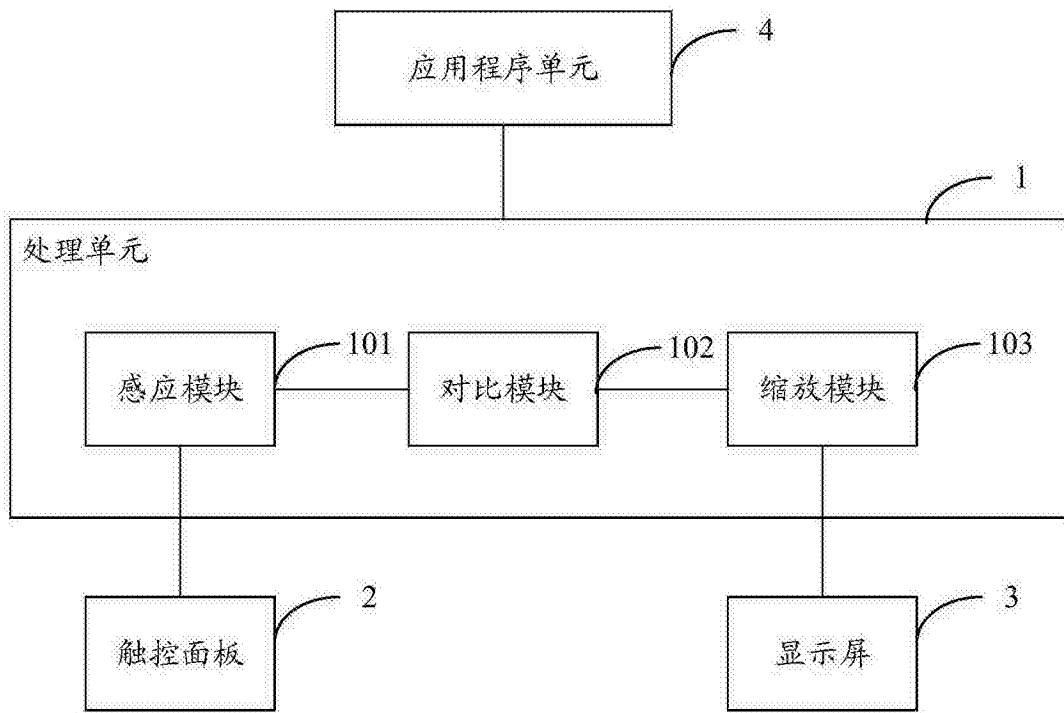 4
应用程序单元
1
处理单元
101
102
103
感应模块
对比模块
缩放模块
2
3
触控面板
显示屏